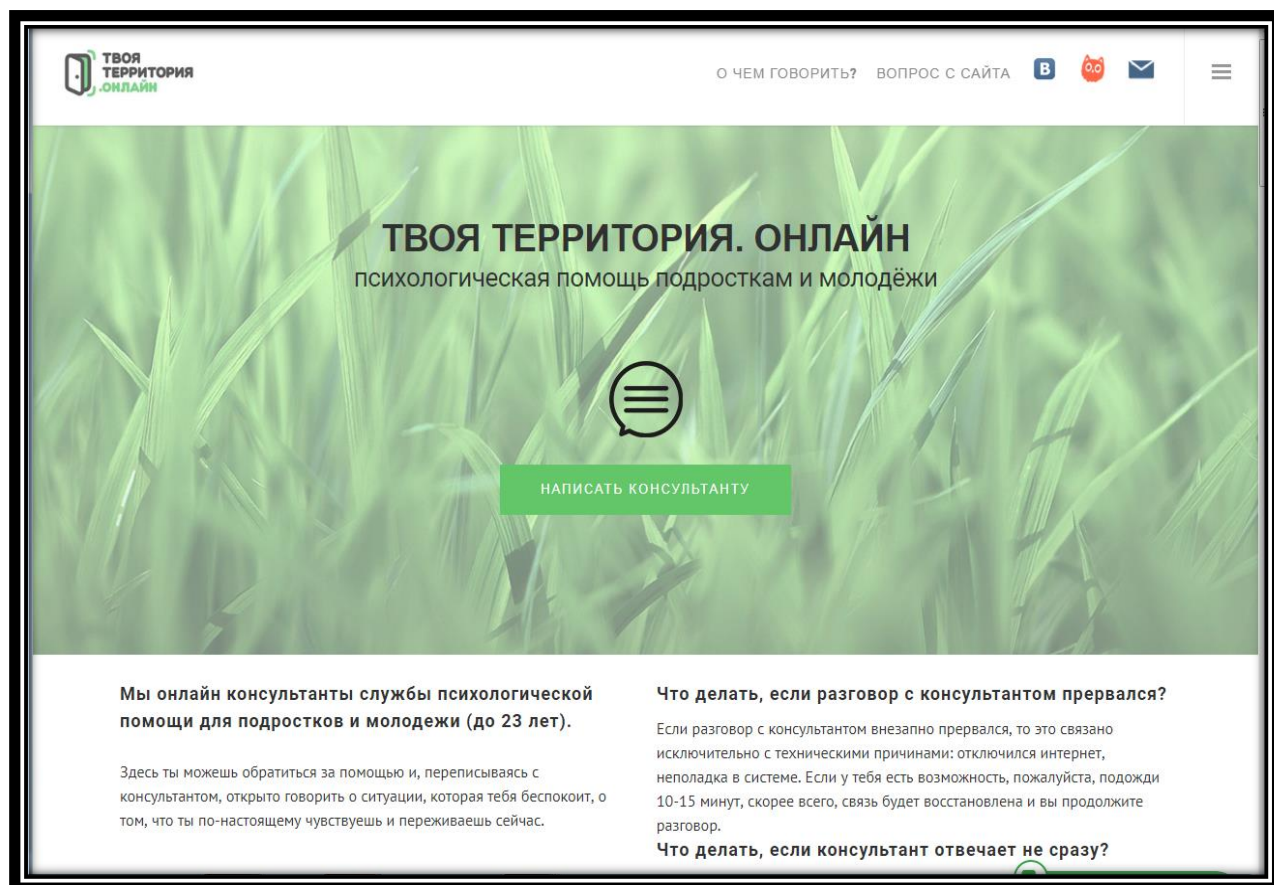 ТВОЯ
ТЕРРИТОРИЯ
.ОНЛАЙН
О ЧЕМ ГОВОРИТЬ?
ВОПРОС С САЙТА
B
ТВОЯ ТЕРРИТОРИЯ. ОНЛАЙН
психологическая помощь подросткам и молодёжи
НАПИСАТЬ КОНСУЛЬТАНТУ
Мы онлайн консультанты службы психологической
помощи для подростков и молодежи (до 23 лет).
Здесь ты можешь обратиться за помощью и, переписываясь с
консультантом, открыто говорить о ситуации, которая тебя беспокоит, о
том, что ты по-настоящему чувствуешь и переживаешь сейчас.
Что делать, если разговор с консультантом прервался?
Если разговор с консультантом внезапно прервался, то это связано
исключительно с техническими причинами: отключился интернет,
неполадка в системе. Если у тебя есть возможность, пожалуйста, подожди
10-15 минут, скорее всего, связь будет восстановлена и вы продолжите
разговор.
Что делать, если консультант отвечает не сразу?